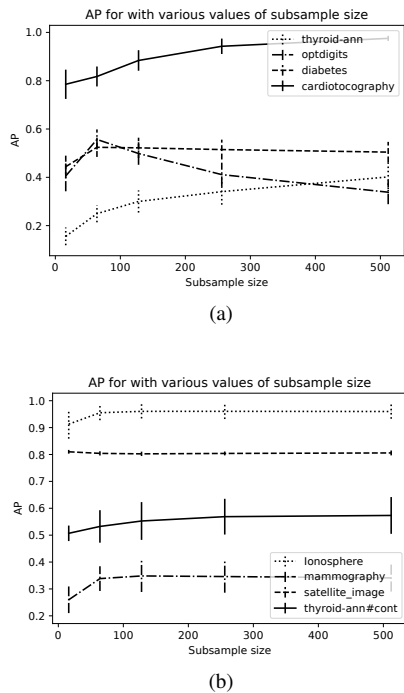 AP for with various values of subsample size
1.0
0.8
0.6
0.4
0.2
AP
thyroid-ann
optdigits
diabetes
cardiotocography
0 100 200 300 400 500
Subsample size
(a)
AP for with various values of subsample size
1.0
0.9
0.8
0.7
0.6
0.5
0.4
0.3
0.2
AP
Ionosphere
mammography
satellite_image
thyroid-ann#cont
0 100 200 300 400 500
Subsample size
(b)